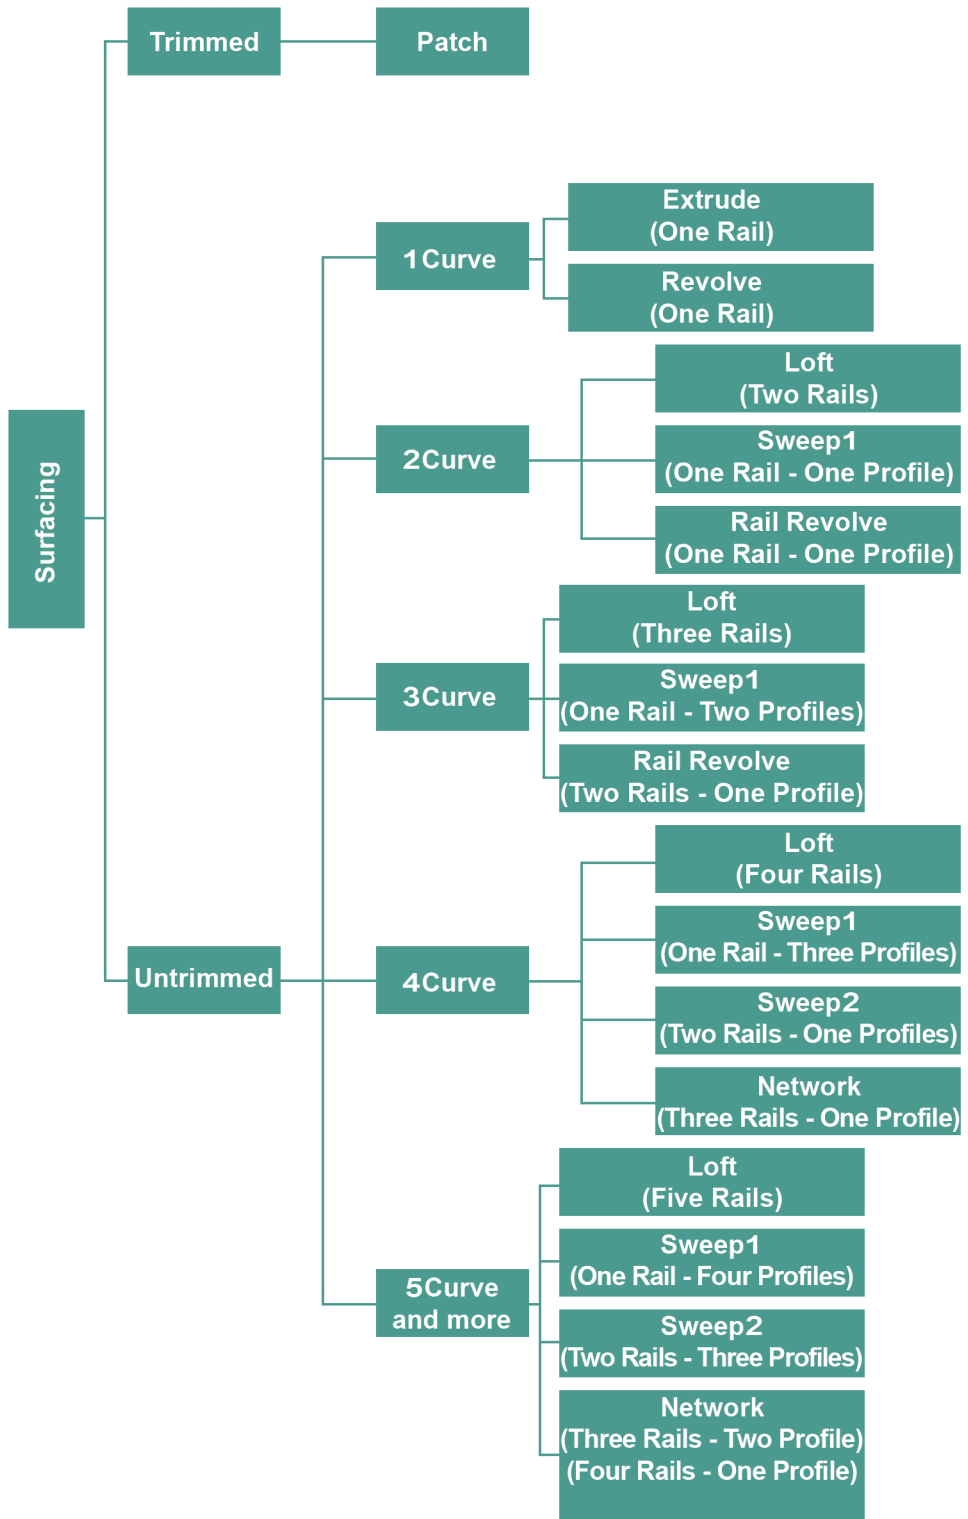 Surfacing
Trimmed
Patch
Untrimmed
1Curve
Extrude
(One Rail)
Revolve
(One Rail)
2Curve
Loft
(Two Rails)
Sweep1
(One Rail - One Profile)
Rail Revolve
(One Rail - One Profile)
3Curve
Loft
(Three Rails)
Sweep1
(One Rail - Two Profiles)
Rail Revolve
(Two Rails - One Profile)
4Curve
Loft
(Four Rails)
Sweep1
(One Rail - Three Profiles)
Sweep2
(Two Rails - One Profiles)
Network
(Three Rails - One Profile)
5Curve
and more
Loft
(Five Rails)
Sweep1
(One Rail - Four Profiles)
Sweep2
(Two Rails - Three Profiles)
Network
(Three Rails - Two Profile)
(Four Rails - One Profile)